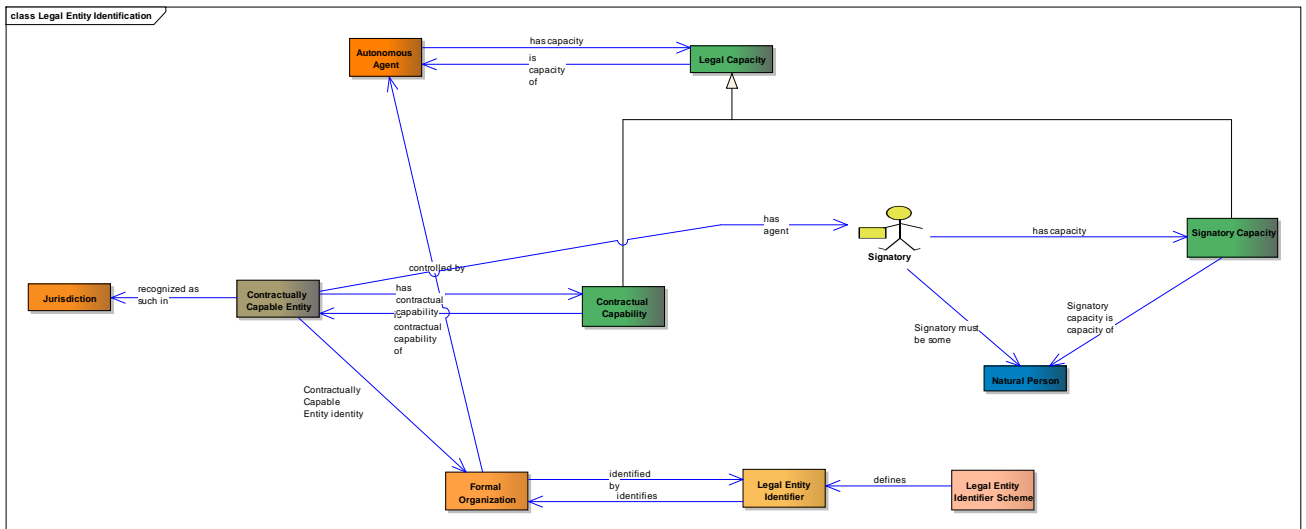 class Legal Entity Identification
has capacity
Autonomous
Agent
is
capacity
of
Legal Capacity
has
agent
Signatory
has capacity
Signatory Capacity
controlled by
Jurisdiction
recognized as
such in
Contractually
Capable Entity
has
contractual
capability
is
contractual
capability
of
Contractual
Capability
Signatory must
be some
Signatory
capacity is
capacity of
Natural Person
Contractually
Capable
Entity identity
Formal
Organization
identified
by
identifies
Legal Entity
Identifier
defines
Legal Entity
Identifier Scheme